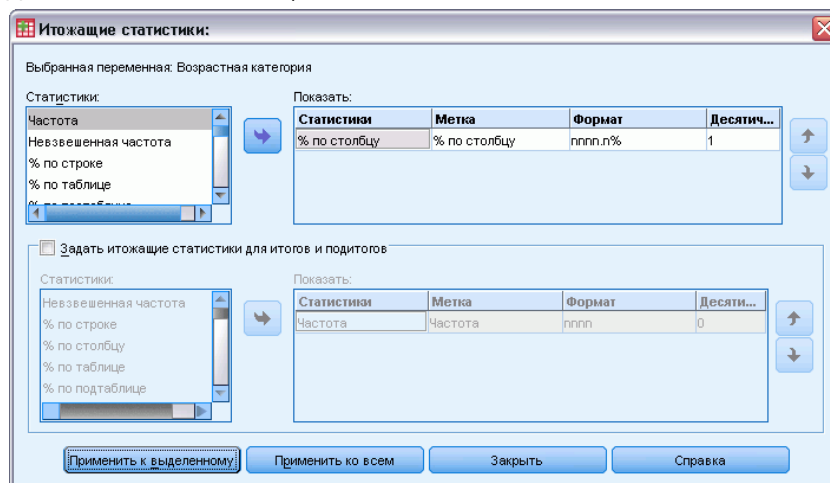 Итожащие статистики:
Выбранная переменная: Возрастная категория
Статистики:
Показать:
Частота
Невзвешенная частота
% по строке
% по таблице
Статистики Метка Формат Десятич...
% по столбцу % по столбцу nnnn.n% 1
Задать итожащие статистики для итогов и подитогов
Статистики:
Показать:
Невзвешенная частота
% по строке
% по столбцу
% по таблице
% по подтаблице
Статистики Метка Формат Десяти...
Частота Частота nnnn 0
Применить к выделенному Применить ко всем Закрыть Справка